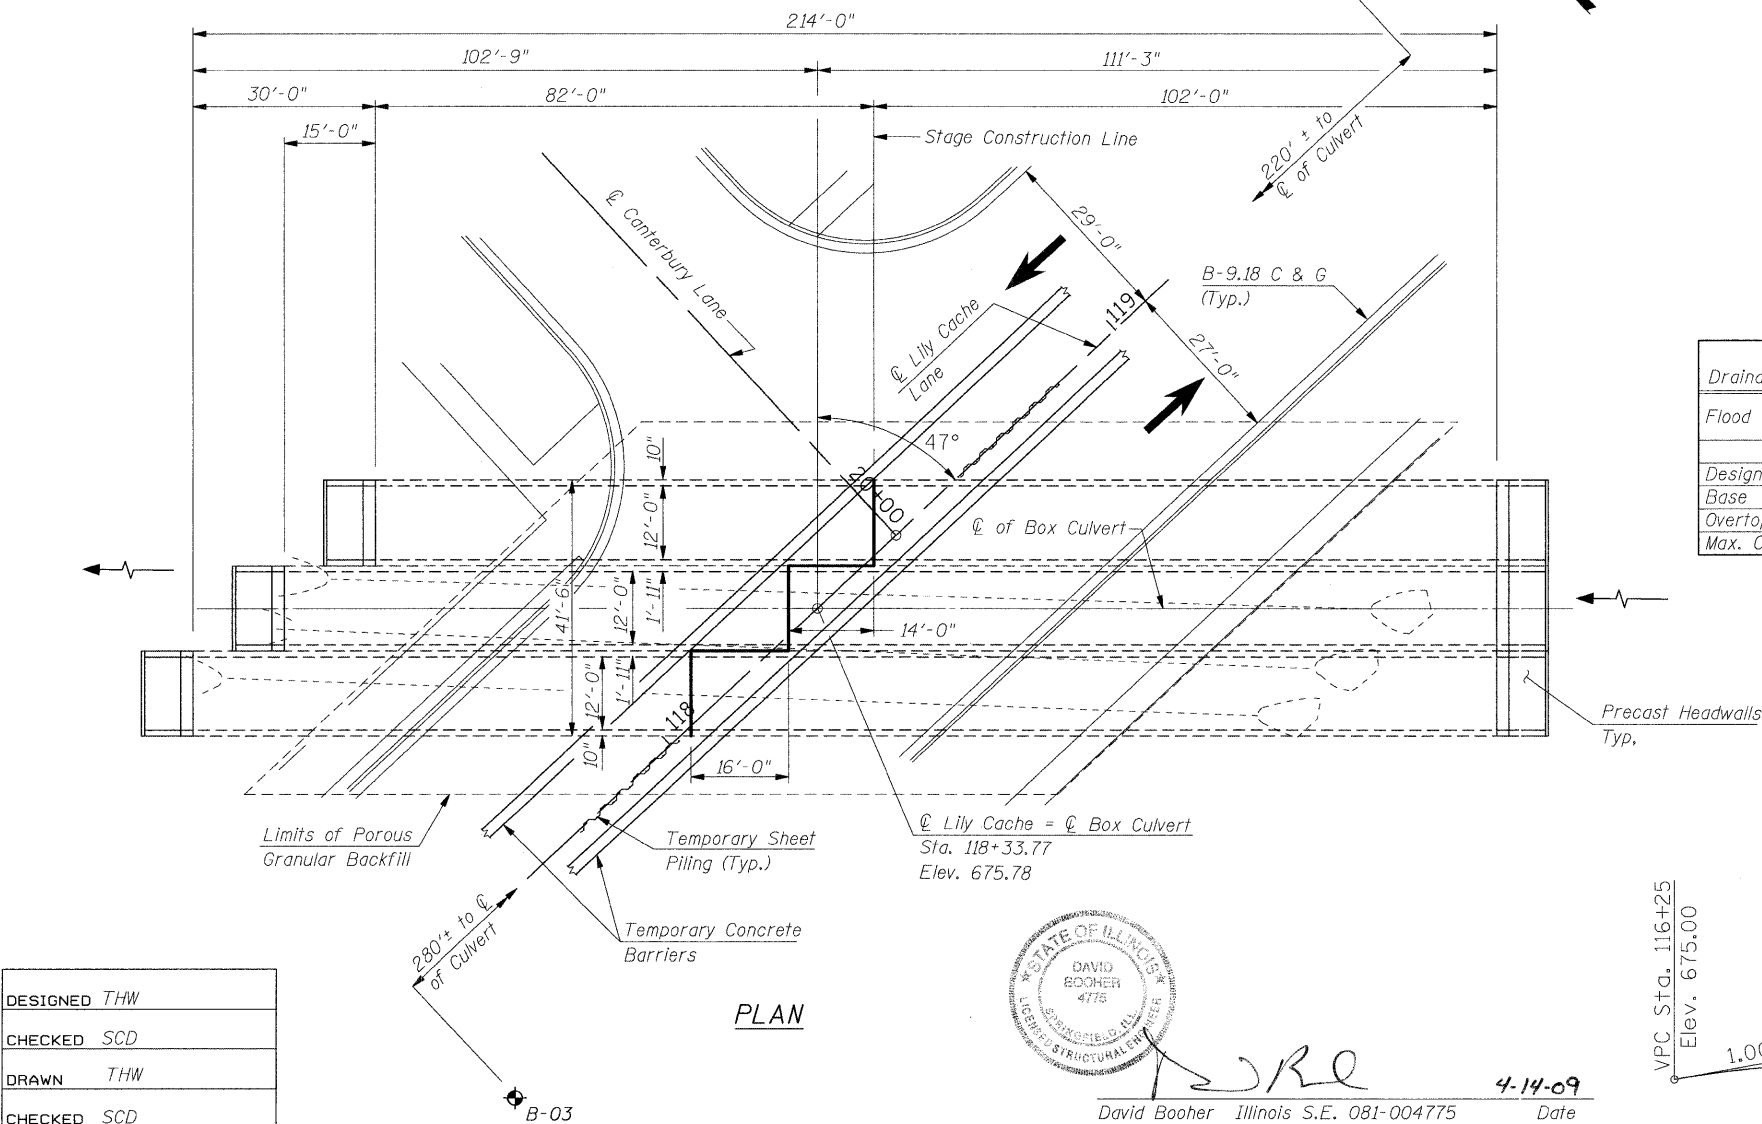 214'-0"
102'-9"
111'-3"
30'-0"
82'-0"
102'-0"
15'-0"
Stage Construction Line
220' ± to
℄ of Culvert
℄ Canterbury Lane
29'-0"
B-9.18 C & G
(Typ.)
119
℄ Lily Cache
Lane
27'-0"
Flood
47°
10"
20+00
12'-0"
℄ of Box Culvert
Design
Base
1'-11"
12'-0"
41'-6"
14'-0"
1'-11"
12'-0"
118
10"
16'-0"
Precast Headwalls
Typ.
Limits of Porous
Granular Backfill
Temporary Sheet
Piling (Typ.)
℄ Lily Cache = ℄ Box Culvert
Sta. 118+33.77
Elev. 675.78
280'± to ℄
of Culvert
Temporary Concrete
Barriers
VPC Sta. 116+25
Elev. 675.00
STATE OF ILLINOIS
DAVID
BOOHER
4775
SPRINGFIELD, ILL.
LICENSED STRUCTURAL ENGINEER
DESIGNED THW
CHECKED SCD
DRAWN THW
CHECKED SCD
PLAN
B-03
4-14-09
David Booher Illinois S.E. 081-004775 Date